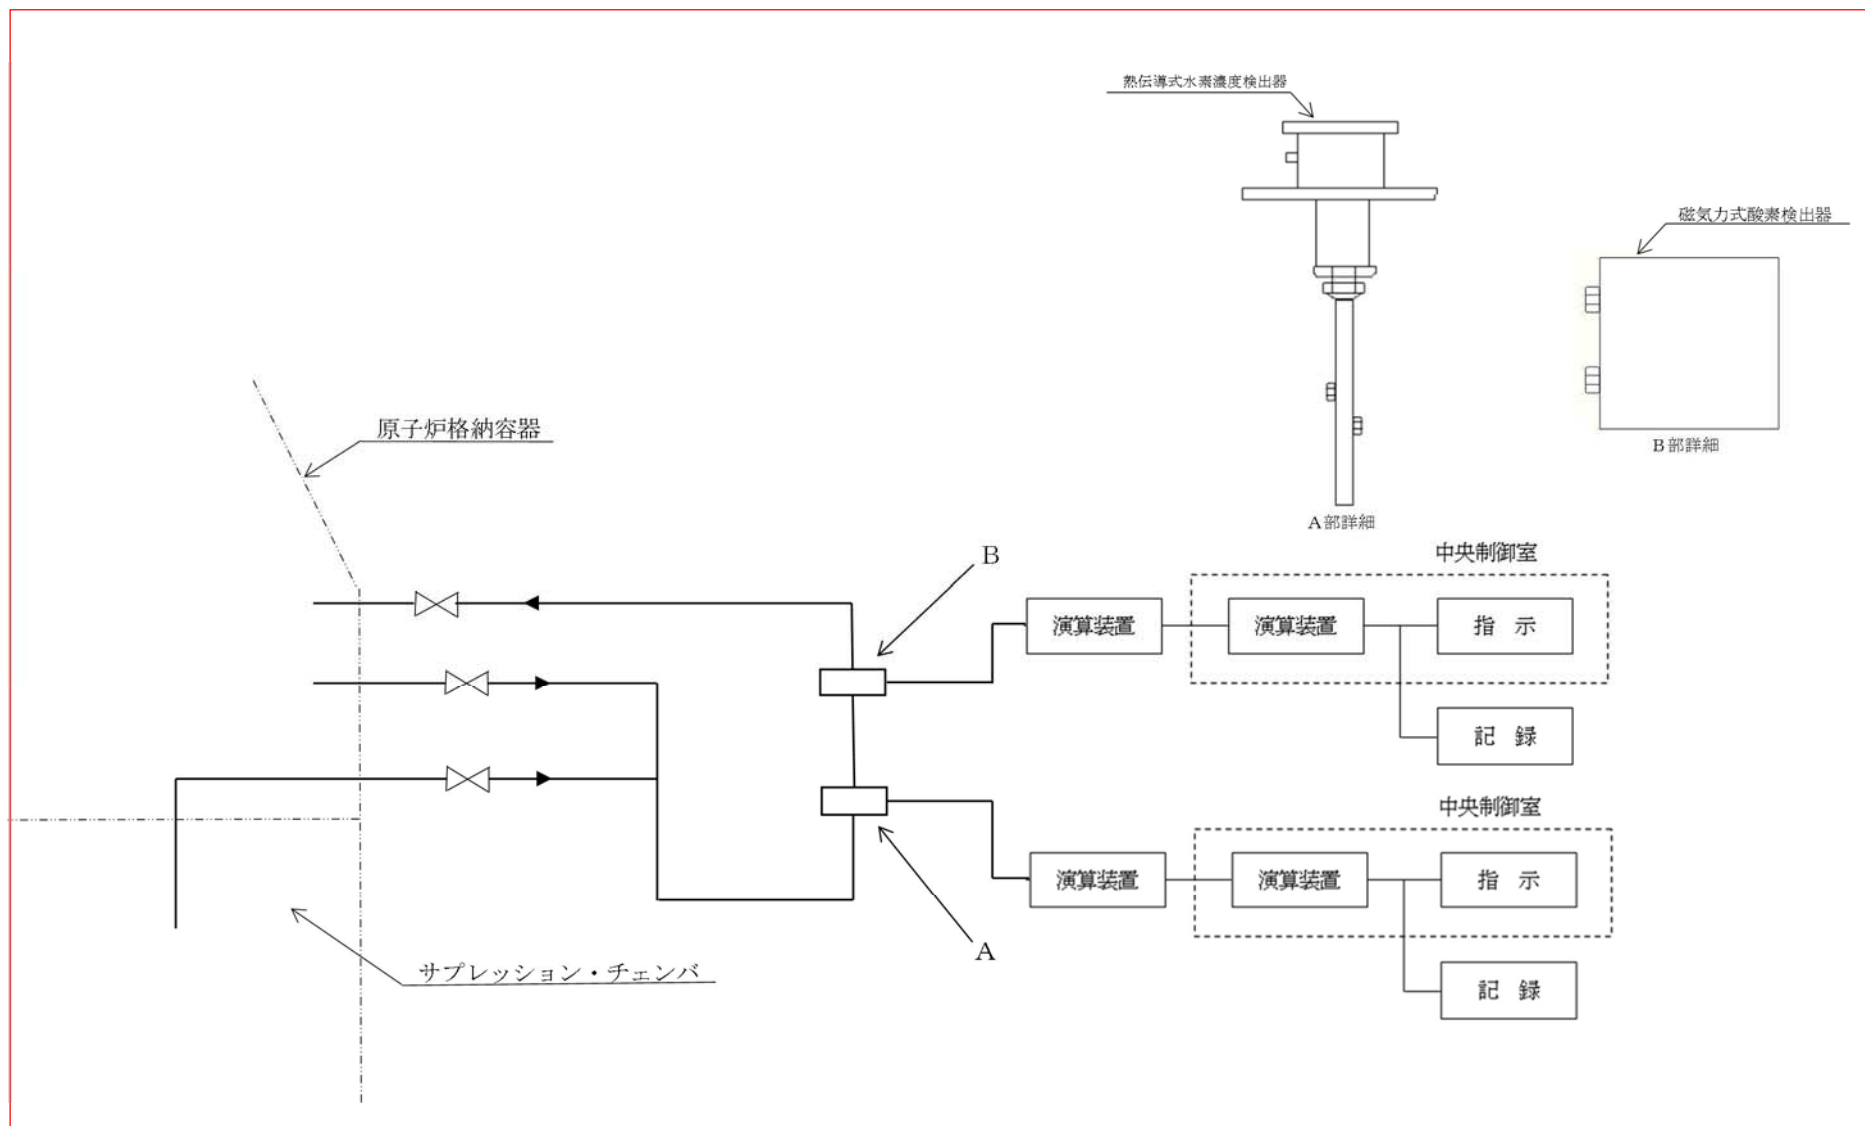 熱伝導式水素濃度検出器
磁気力式酸素検出器
原子炉格納容器
B部詳細
A部詳細
B
中央制御室
演算装置
演算装置
指 示
記 録
中央制御室
演算装置
演算装置
指 示
A
サプレッション・チェンバ
記 録